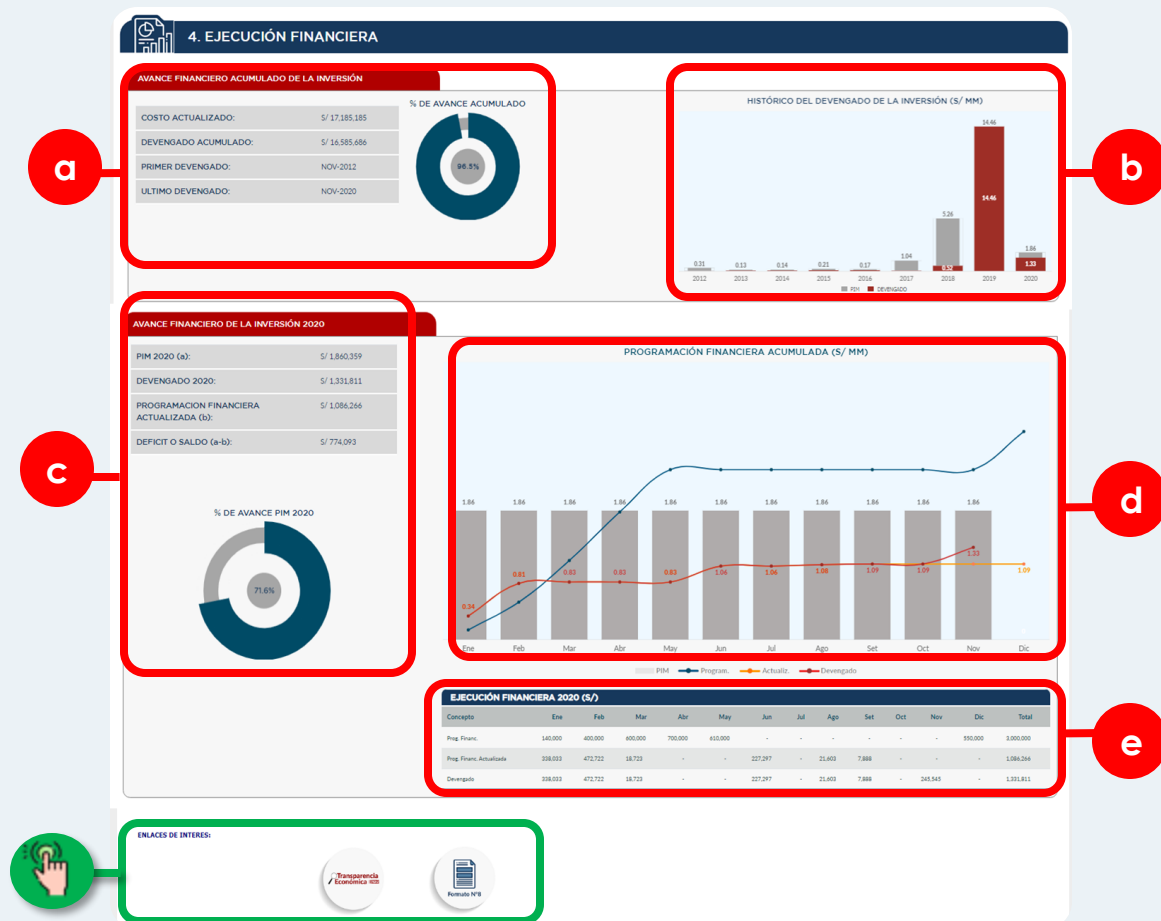 4. EJECUCIÓN FINANCIERA
AVANCE FINANCIERO ACUMULADO DE LA INVERSIÓN
COSTO ACTUALIZADO: S/ 17,185,185
DEVENGADO ACUMULADO: S/ 16,585,686
PRIMER DEVENGADO: NOV-2012
ULTIMO DEVENGADO: NOV-2020
% DE AVANCE ACUMULADO
96.5%
a
HISTÓRICO DEL DEVENGADO DE LA INVERSIÓN (S/ MM)
14.46
14.46
5.26
0.52
1.04
1.86
1.33
0.31 0.13 0.14 0.21 0.17
2012 2013 2014 2015 2016 2017 2018 2019 2020
PIM DEVENGADO
b
AVANCE FINANCIERO DE LA INVERSIÓN 2020
PIM 2020 (a): S/ 1,860,359
DEVENGADO 2020: S/ 1,331,811
PROGRAMACION FINANCIERA
ACTUALIZADA (b): S/ 1,086,266
DEFICIT O SALDO (a-b): S/ 774,093
% DE AVANCE PIM 2020
71.6%
c
PROGRAMACIÓN FINANCIERA ACUMULADA (S/ MM)
1.86 1.86 1.86 1.86 1.86 1.86 1.86 1.86 1.86 1.86 1.86
0.34 0.81 0.83 0.83 0.83 1.06 1.06 1.08 1.09 1.09 1.33 1.09
Ene Feb Mar Abr May Jun Jul Ago Set Oct Nov Dic
PIM Program. Actualiz. Devengado
d
EJECUCIÓN FINANCIERA 2020 (S/)
Concepto Ene Feb Mar Abr May Jun Jul Ago Set Oct Nov Dic Total
Prog. Financ. 140,000 400,000 600,000 700,000 610,000 - - - - - - 550,000 3,000,000
Prog. Financ. Actualizada 338,033 472,722 18,723 - - 227,297 - 21,603 7,888 - - - 1,086,266
Devengado 338,033 472,722 18,723 - - 227,297 - 21,603 7,888 - 245,545 - 1,331,811
e
ENLACES DE INTERES:
Transparencia
Económica
Formato N°8